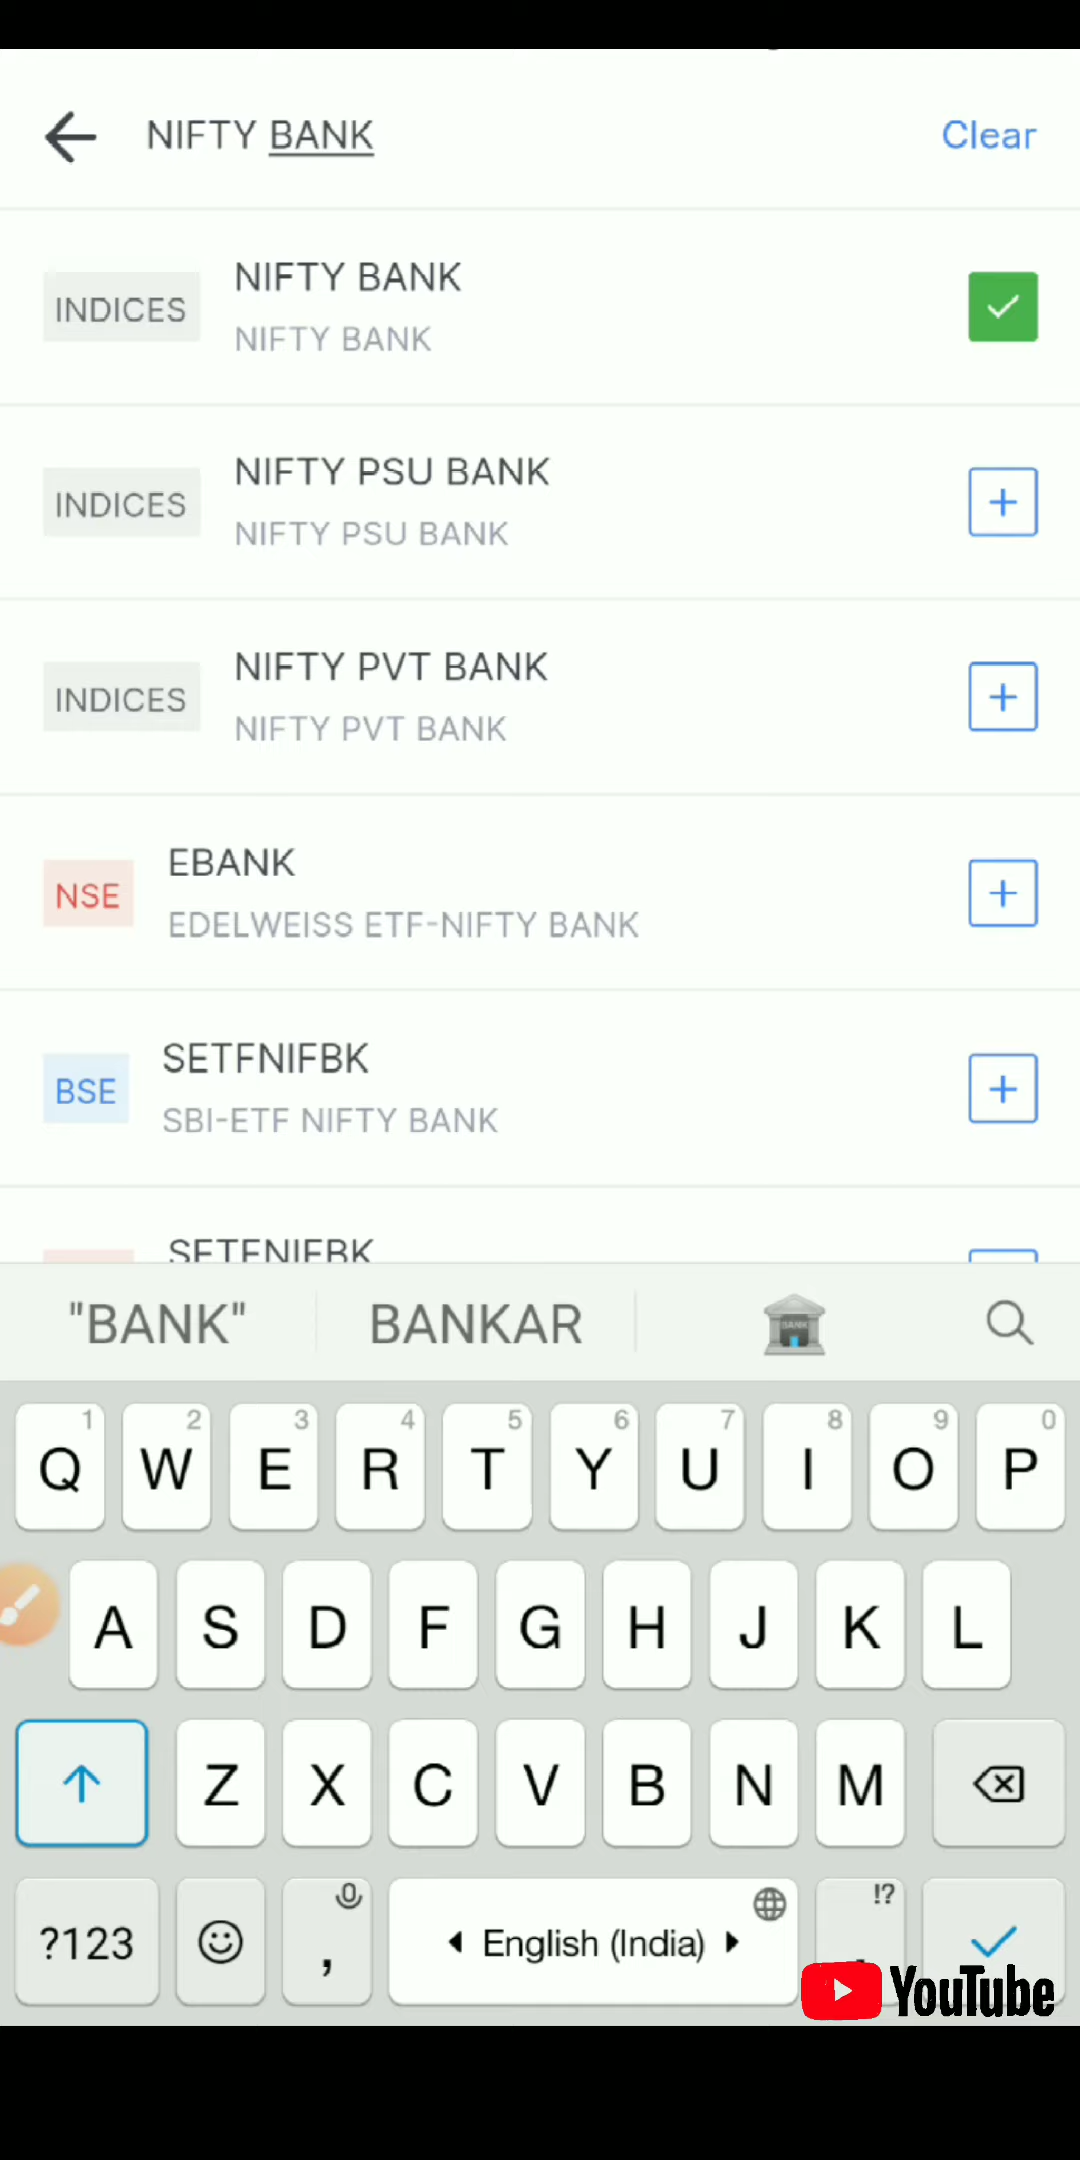 NIFTY BANK
Clear
INDICES
NIFTY BANK
NIFTY BANK
INDICES
NIFTY PSU BANK
NIFTY PSU BANK
INDICES
NIFTY PVT BANK
NIFTY PVT BANK
NSE
EBANK
EDELWEISS ETF-NIFTY BANK
BSE
SETFNIFBK
SBI-ETF NIFTY BANK
SETFNIFBK
"BANK" BANKAR BANK
1 2 3 4 5 6 7 8 9 0
Q W E R T Y U I O P
A S D F G H J K L
Z X C V B N M
!?
?123 , English (India) .
YouTube